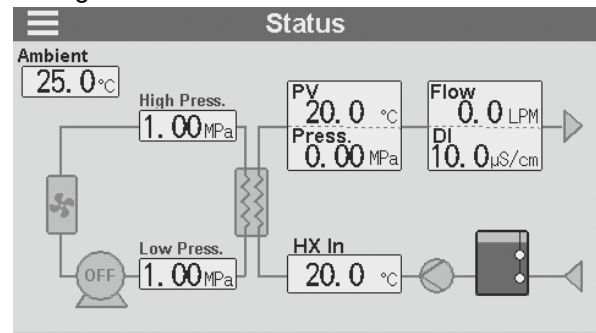 Status
Ambient
25.0°C
High Press.
1.00MPa
PV
20.0 °C
Press.
0.00 MPa
Flow
0.0 LPM
DI
10.0µS/cm
OFF
Low Press.
1.00MPa
HX In
20.0 °C